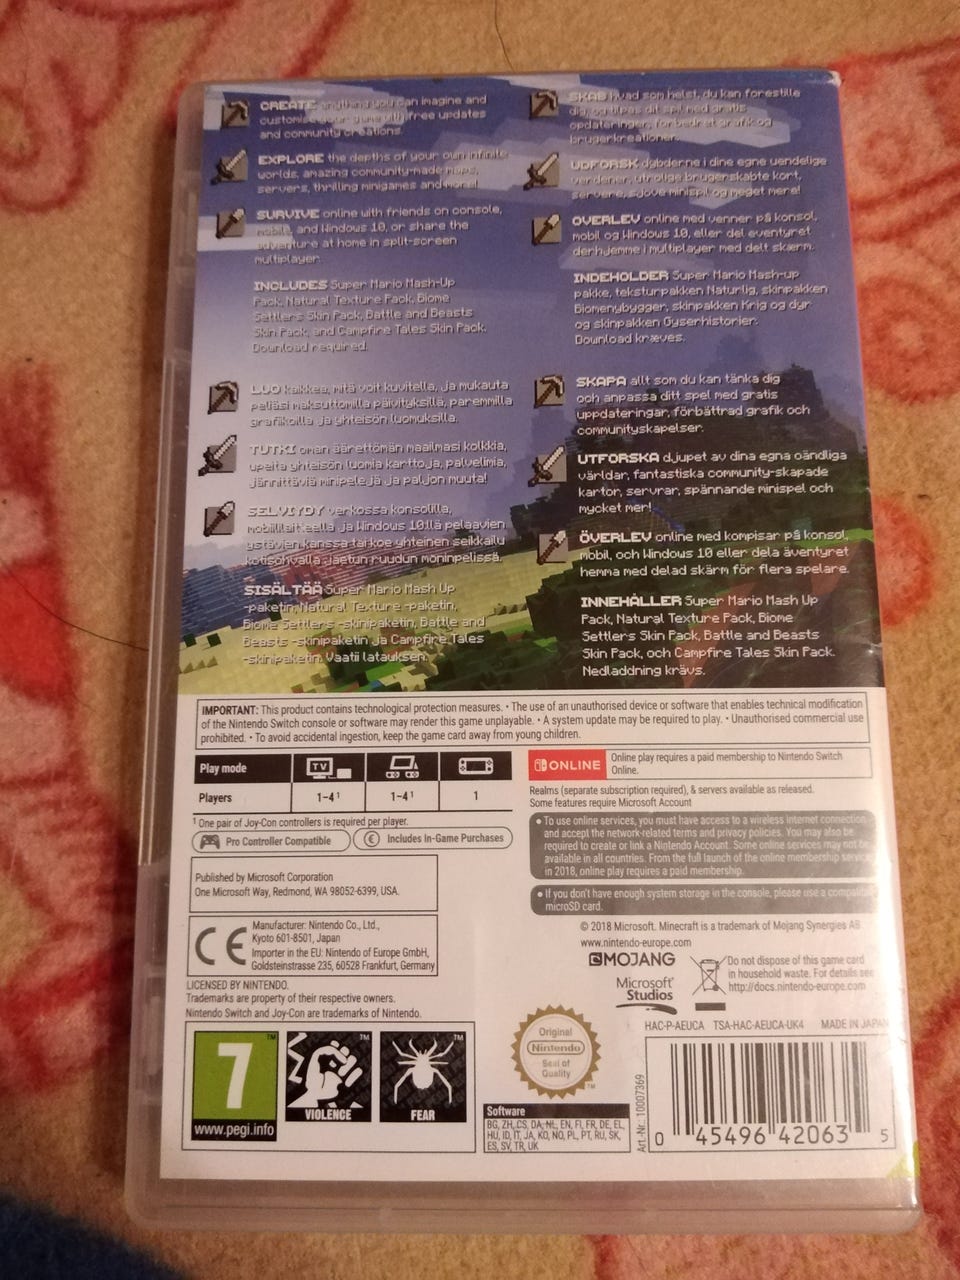 CREATE anything you can imagine and
customise your game with free updates
and community creations.
EXPLORE the depths of your own infinite
worlds, amazing community-made maps,
servers, thrilling minigames and more!
SURVIVE online with friends on console,
mobile, and Windows 10, or share the
adventure at home in split-screen
multiplayer.
INCLUDES Super Mario Mash-Up
Pack, Natural Texture Pack, Biome
Settlers Skin Pack, Battle and Beasts
Skin Pack, and Campfire Tales Skin Pack.
Download required.
SKAB hvad som helst, du kan forestille
dig, og tilpas dit spil med gratis
opdateringer, forbedret grafik og
brugerkreationer.
UDFORSK dybderne i dine egne uendelige
verdener, utrolige brugerskabte kort,
servere, sjove minispil og meget mere!
OVERLEV online med venner på konsol,
mobil og Windows 10, eller del eventyret
derhjemme i multiplayer med delt skærm.
INDEHOLDER Super Mario Mash-up
pakke, teksturpakken Naturlig, skinpakken
Biomenybygger, skinpakken Krig og dyr
og skinpakken Gyserhistorier.
Download kræves.
LUO kaikkea, mitä voit kuvitella, ja mukauta
peliäsi maksuttomilla päivityksillä, paremmilla
grafiikoilla ja yhteisön luomuksilla.
TUTKI oman äärettömän maailmasi kolkkia,
upeita yhteisön luomia karttoja, palvelimia,
jännittäviä minipelejä ja paljon muuta!
SELVIYDY verkossa konsolilla,
mobiililaitteella ja Windows 10:llä pelaavien
ystävien kanssa tai koe yhteinen seikkailu
kotisohvalla jaetun ruudun moninpelissä.
SISÄLTÄÄ Super Mario Mash Up
-paketin, Natural Texture -paketin,
Biome Settlers -skinipaketin, Battle and
Beasts -skinipaketin ja Campfire Tales
-skinipaketin. Vaatii latauksen.
SKAPA allt som du kan tänka dig
och anpassa ditt spel med gratis
uppdateringar, förbättrad grafik och
communityskapelser.
UTFORSKA djupet av dina egna oändliga
världar, fantastiska community-skapade
kartor, servrar, spännande minispel och
mycket mer!
ÖVERLEV online med kompisar på konsol,
mobil, och Windows 10 eller dela äventyret
hemma med delad skärm för flera spelare.
INNEHÅLLER Super Mario Mash Up
Pack, Natural Texture Pack, Biome
Settlers Skin Pack, Battle and Beasts
Skin Pack, och Campfire Tales Skin Pack.
Nedladdning krävs.
IMPORTANT: This product contains technological protection measures. • The use of an unauthorised device or software that enables technical modification
of the Nintendo Switch console or software may render this game unplayable. • A system update may be required to play. • Unauthorised commercial use
prohibited. • To avoid accidental ingestion, keep the game card away from young children.
Play mode TV
Players 1–4¹ 1–4¹ 1
¹ One pair of Joy-Con controllers is required per player.
Pro Controller Compatible € Includes In-Game Purchases
ONLINE
Online play requires a paid membership to Nintendo Switch
Online.
Realms (separate subscription required), & servers available as released.
Some features require Microsoft Account
• To use online services, you must have access to a wireless internet connection
and accept the network-related terms and privacy policies. You may also be
required to create or link a Nintendo Account. Some online services may not be
available in all countries. From the full launch of the online membership service
in 2018, online play requires a paid membership.
• If you don't have enough system storage in the console, please use a compatible
microSD card.
Published by Microsoft Corporation
One Microsoft Way, Redmond, WA 98052-6399, USA.
CE
Manufacturer: Nintendo Co., Ltd.,
Kyoto 601-8501, Japan
Importer in the EU: Nintendo of Europe GmbH,
Goldsteinstrasse 235, 60528 Frankfurt, Germany
LICENSED BY NINTENDO.
Trademarks are property of their respective owners.
Nintendo Switch and Joy-Con are trademarks of Nintendo.
© 2018 Microsoft. Minecraft is a trademark of Mojang Synergies AB
www.nintendo-europe.com
MOJANG
Microsoft®
Studios
Do not dispose of this game card
in household waste. For details see
http://docs.nintendo-europe.com
7™
www.pegi.info
™
VIOLENCE
™
FEAR
Original
Nintendo
Seal of
Quality
™
Software
BG, ZH, CS, DA, NL, EN, FI, FR, DE, EL,
HU, ID, IT, JA, KO, NO, PL, PT, RU, SK,
ES, SV, TR, UK
HAC-P-AEUCA TSA-HAC-AEUCA-UK4 MADE IN JAPAN
Art.-Nr.: 10007369
0 45496 42063 5